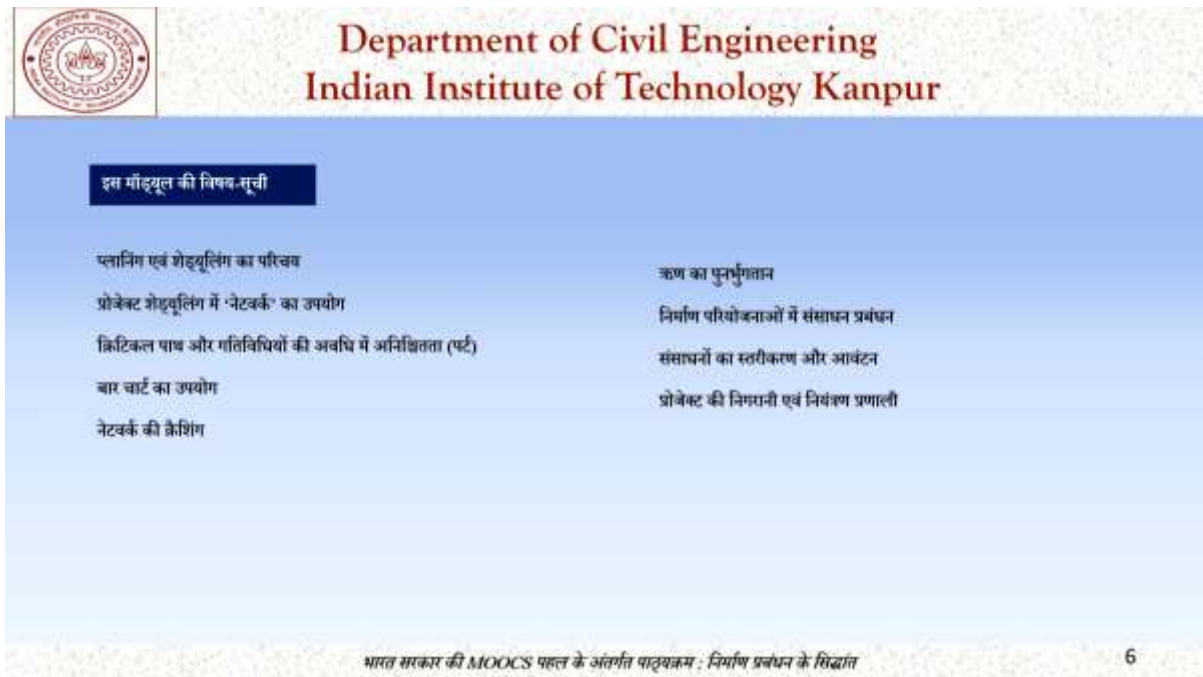 Department of Civil Engineering
Indian Institute of Technology Kanpur
इस मॉड्यूल की विषय-सूची
प्लानिंग एवं शेड्यूलिंग का परिचय
प्रोजेक्ट शेड्यूलिंग में 'नेटवर्क' का उपयोग
क्रिटिकल पाथ और गतिविधियों की अवधि में अनिश्चितता (पर्ट)
बार चार्ट का उपयोग
नेटवर्क की क्रैशिंग
ऋण का पुनर्भुगतान
निर्माण परियोजनाओं में संसाधन प्रबंधन
संसाधनों का स्तरीकरण और आवंटन
प्रोजेक्ट की निगरानी एवं नियंत्रण प्रणाली
भारत सरकार की MOOCS पहल के अंतर्गत पाठ्यक्रम : निर्माण प्रबंधन के सिद्धांत
6